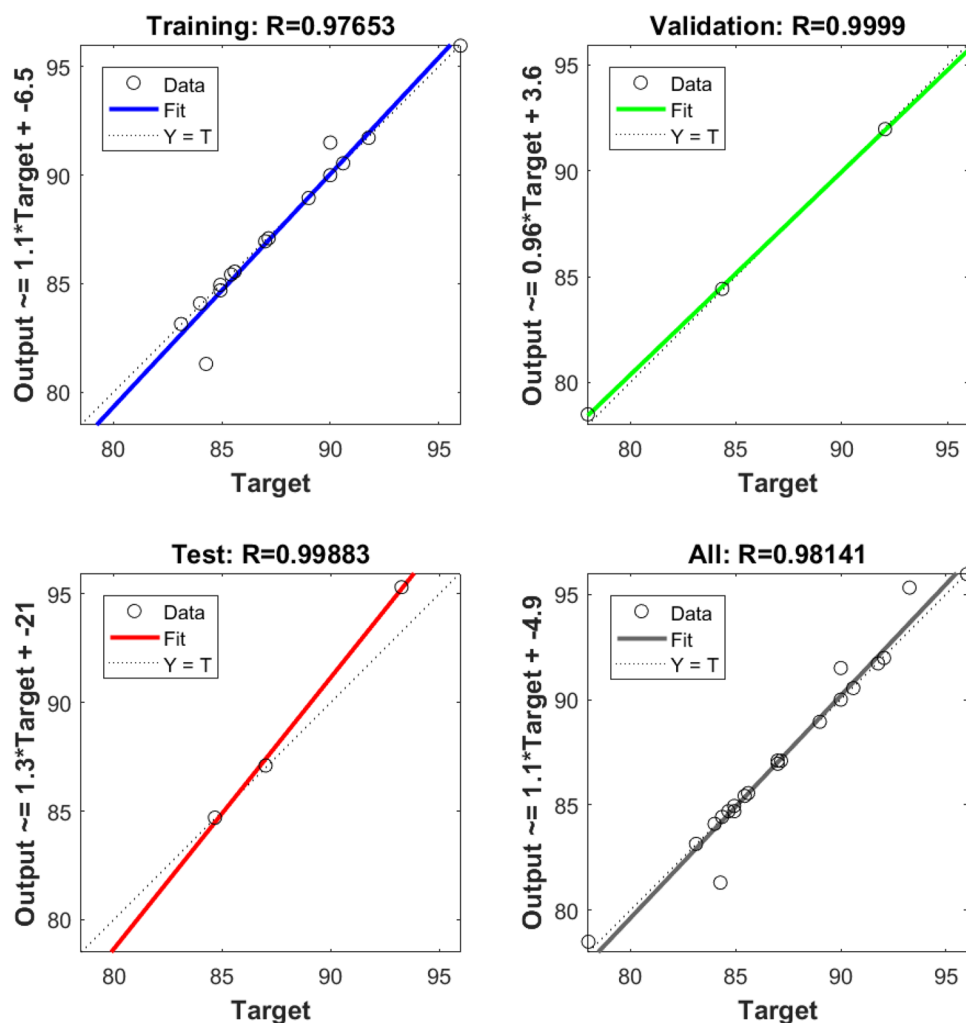 Training: R=0.97653
Output ~= 1.1*Target + -6.5
95
90
85
80
Data
Fit
Y = T
80 85 90 95
Target
Validation: R=0.9999
Output ~= 0.96*Target + 3.6
95
90
85
80
Data
Fit
Y = T
80 85 90 95
Target
Test: R=0.99883
Output ~= 1.3*Target + -21
95
90
85
80
Data
Fit
Y = T
80 85 90 95
Target
All: R=0.98141
Output ~= 1.1*Target + -4.9
95
90
85
80
Data
Fit
Y = T
80 85 90 95
Target